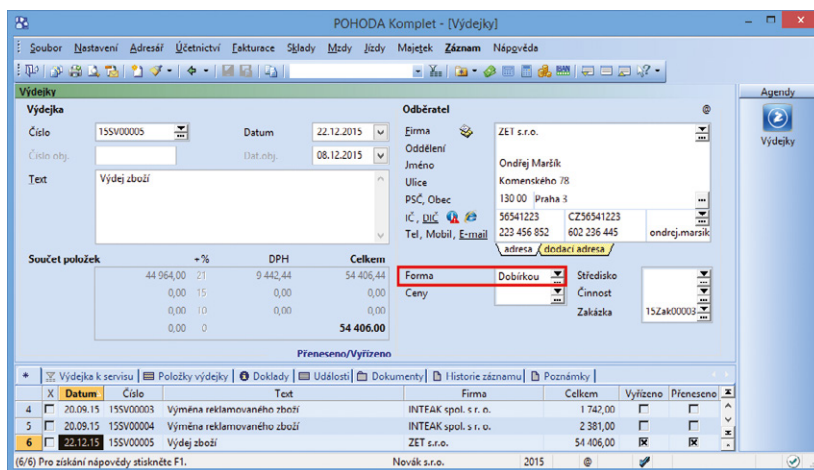 POHODA Komplet - [Výdejky]
Soubor Nastavení Adresář Účetnictví Fakturace Sklady Mzdy Jízdy Majetek Záznam Nápověda
Výdejky
Agendy
Výdejky
Výdejka
Číslo 15SV00005 Datum 22.12.2015
Číslo obj. Dat.obj. 08.12.2015
Text Výdej zboží
Odběratel @
Firma ZET s.r.o.
Oddělení
Jméno Ondřej Maršík
Ulice Komenského 78
PSČ, Obec 130 00 Praha 3
IČ, DIČ 56541223 CZ56541223
Tel, Mobil, E-mail 223 456 852 602 236 445 ondrej.marsik
adresa dodací adresa
Součet položek +% DPH Celkem
44 964,00 21 9 442,44 54 406,44
0,00 15 0,00 0,00
0,00 10 0,00 0,00
0,00 0 0,00
54 406.00
Přeneseno/Vyřízeno
Forma Dobírkou Středisko
Ceny Činnost
Zakázka 15Zak00003
* Výdejka k servisu Položky výdejky Doklady Události Dokumenty Historie záznamu Poznámky
X Datum Číslo Text Firma Celkem Vyřízeno Přeneseno
4 20.09.15 15SV00003 Výměna reklamovaného zboží INTEAK spol. s r. o. 1 742,00
5 20.09.15 15SV00004 Výměna reklamovaného zboží INTEAK spol. s r. o. 2 381,00
6 22.12.15 15SV00005 Výdej zboží ZET s.r.o. 54 406,00
(6/6) Pro získání nápovědy stiskněte F1. Novák s.r.o. 2015 @